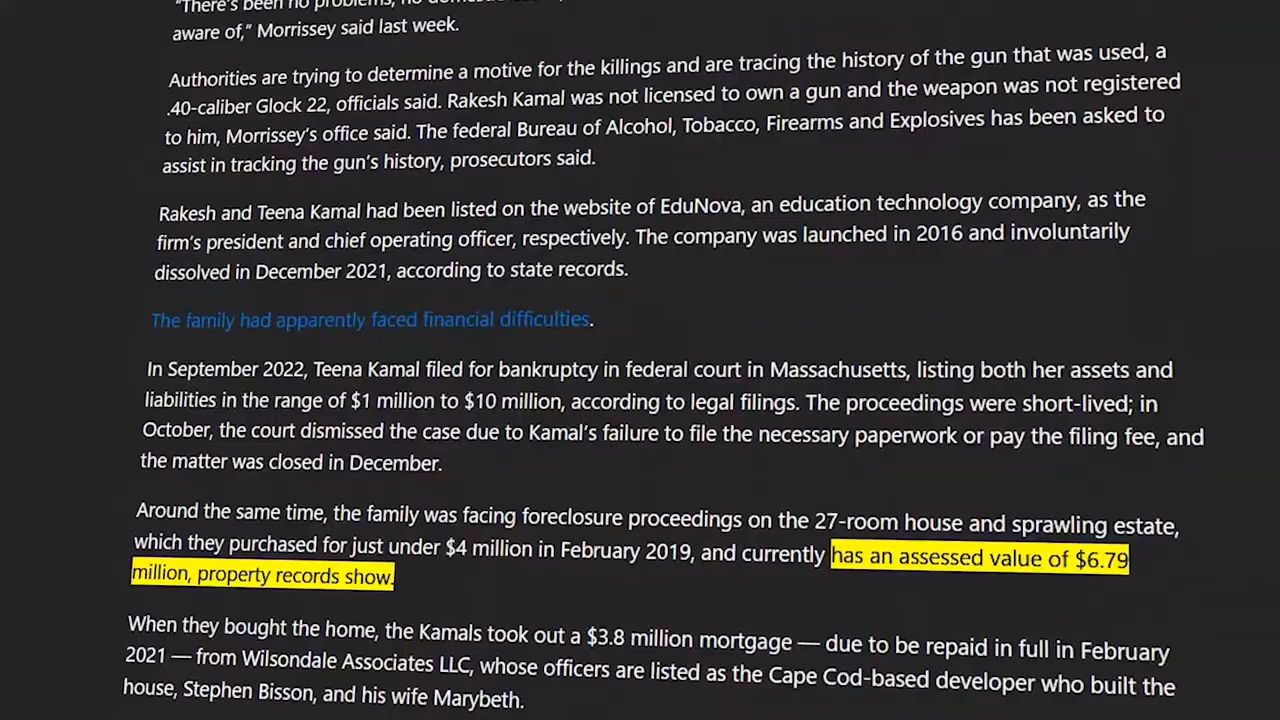 "There's been no problems, no
aware of," Morrissey said last week.
Authorities are trying to determine a motive for the killings and are tracing the history of the gun that was used, a
.40-caliber Glock 22, officials said. Rakesh Kamal was not licensed to own a gun and the weapon was not registered
to him, Morrissey's office said. The federal Bureau of Alcohol, Tobacco, Firearms and Explosives has been asked to
assist in tracking the gun's history, prosecutors said.
Rakesh and Teena Kamal had been listed on the website of EduNova, an education technology company, as the
firm's president and chief operating officer, respectively. The company was launched in 2016 and involuntarily
dissolved in December 2021, according to state records.
The family had apparently faced financial difficulties.
In September 2022, Teena Kamal filed for bankruptcy in federal court in Massachusetts, listing both her assets and
liabilities in the range of $1 million to $10 million, according to legal filings. The proceedings were short-lived; in
October, the court dismissed the case due to Kamal's failure to file the necessary paperwork or pay the filing fee, and
the matter was closed in December.
Around the same time, the family was facing foreclosure proceedings on the 27-room house and sprawling estate,
which they purchased for just under $4 million in February 2019, and currently has an assessed value of $6.79
million, property records show.
When they bought the home, the Kamals took out a $3.8 million mortgage — due to be repaid in full in February
2021 — from Wilsondale Associates LLC, whose officers are listed as the Cape Cod-based developer who built the
house, Stephen Bisson, and his wife Marybeth.